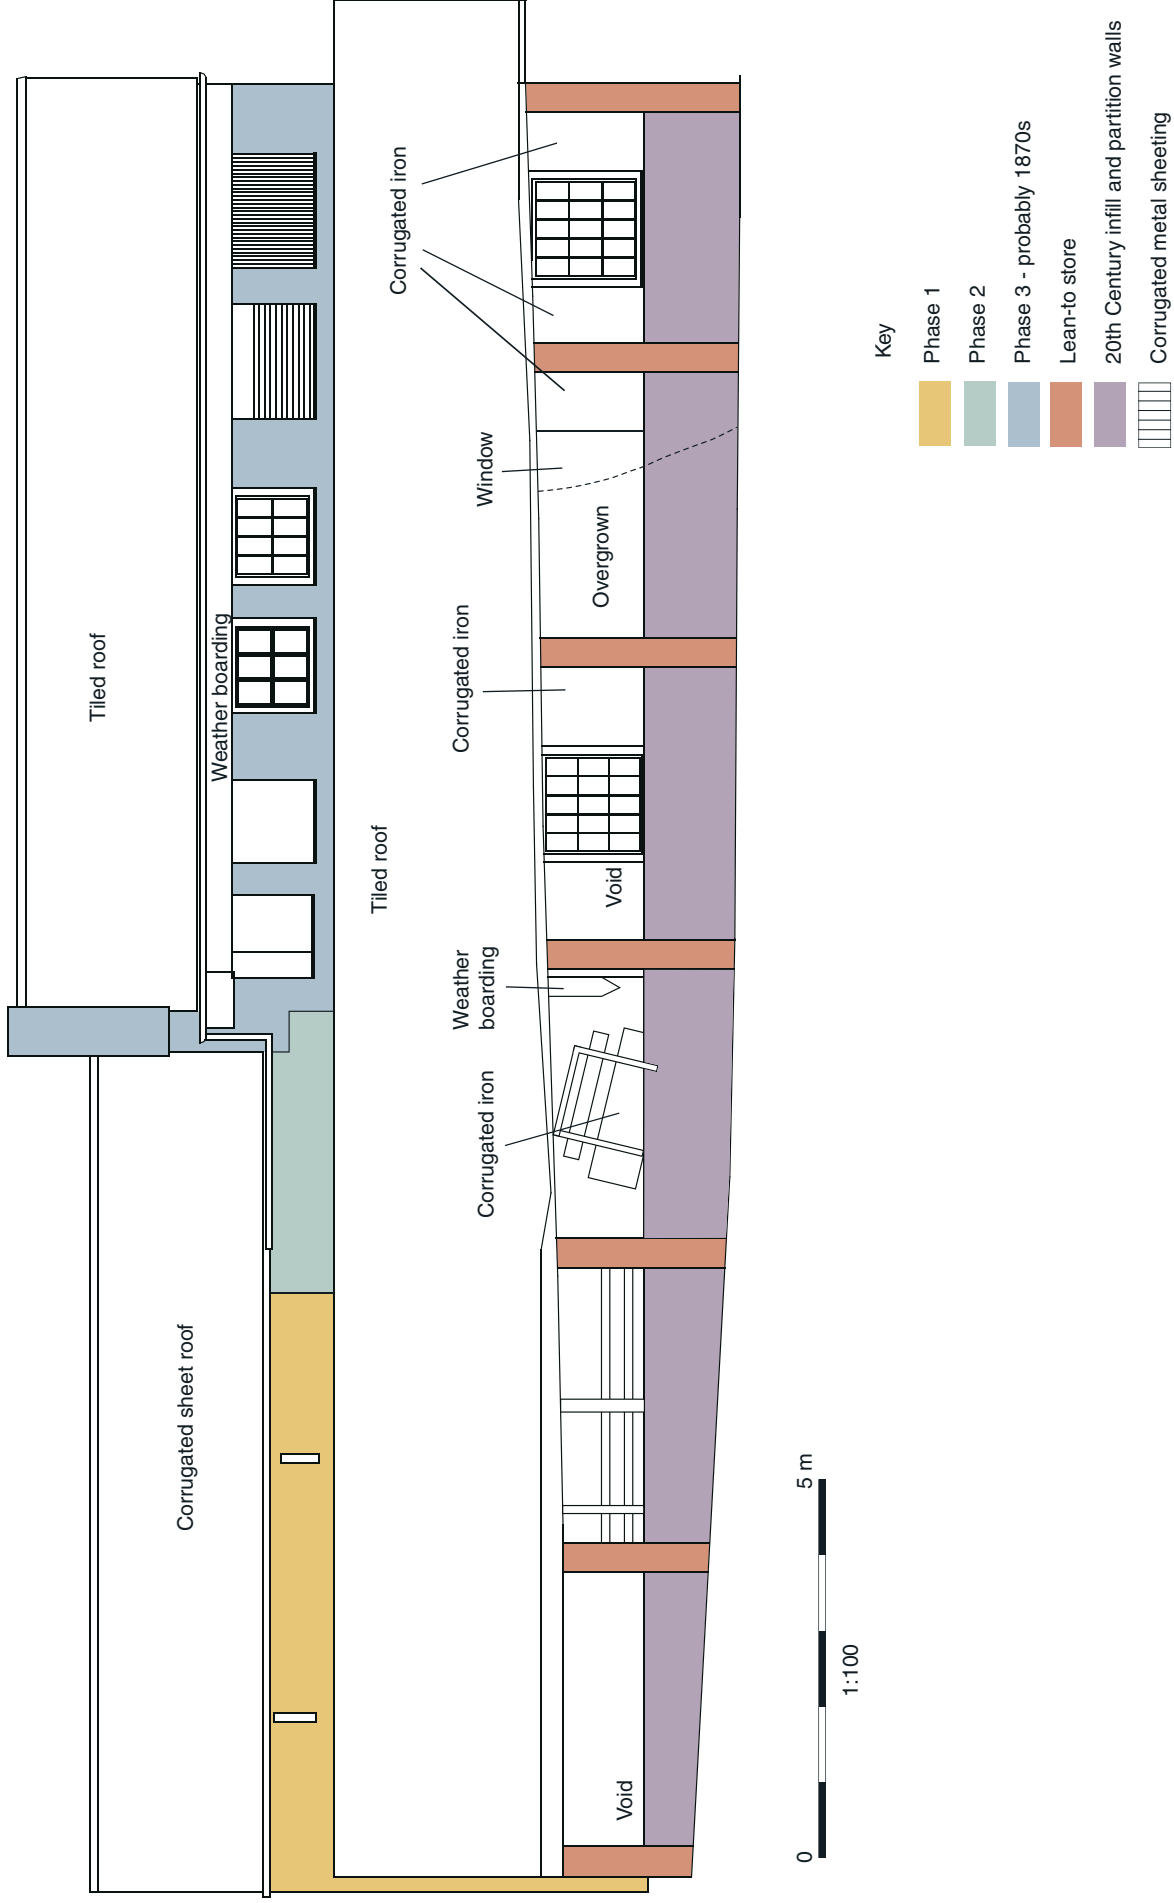 Tiled roof
Weather boarding
Corrugated sheet roof
Tiled roof
Corrugated iron
Window
Corrugated iron
Overgrown
Weather
boarding
Corrugated iron
Void
Void
0
5 m
1:100
Key
Phase 1
Phase 2
Phase 3 - probably 1870s
Lean-to store
20th Century infill and partition walls
Corrugated metal sheeting